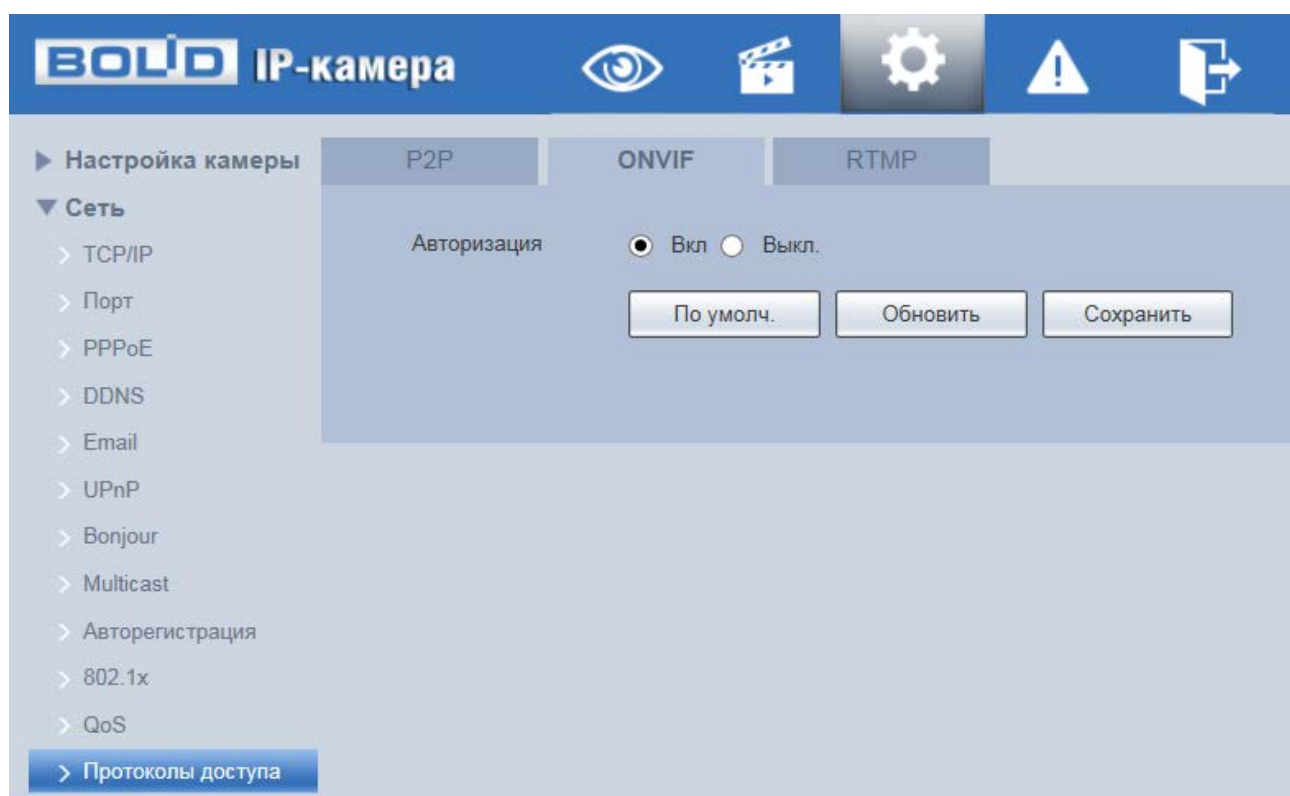 BOLID IP-камера
Настройка камеры
Сеть
TCP/IP
Порт
PPPoE
DDNS
Email
UPnP
Bonjour
Multicast
Авторегистрация
802.1x
QoS
Протоколы доступа
P2P ONVIF RTMP
Авторизация Вкл Выкл.
По умолч. Обновить Сохранить